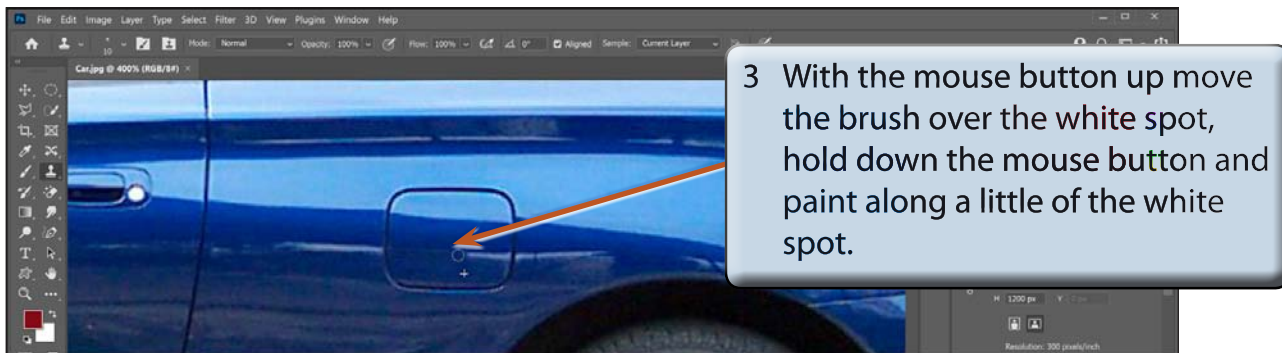 Ps File Edit Image Layer Type Select Filter 3D View Plugins Window Help
10 Mode: Normal Opacity: 100% Flow: 100% 0° Aligned Sample: Current Layer
Car.jpg @ 400% (RGB/8#) ×
3 With the mouse button up move
the brush over the white spot,
hold down the mouse button and
paint along a little of the white
spot.
H 1200 px Y
Resolution: 300 pixels/inch